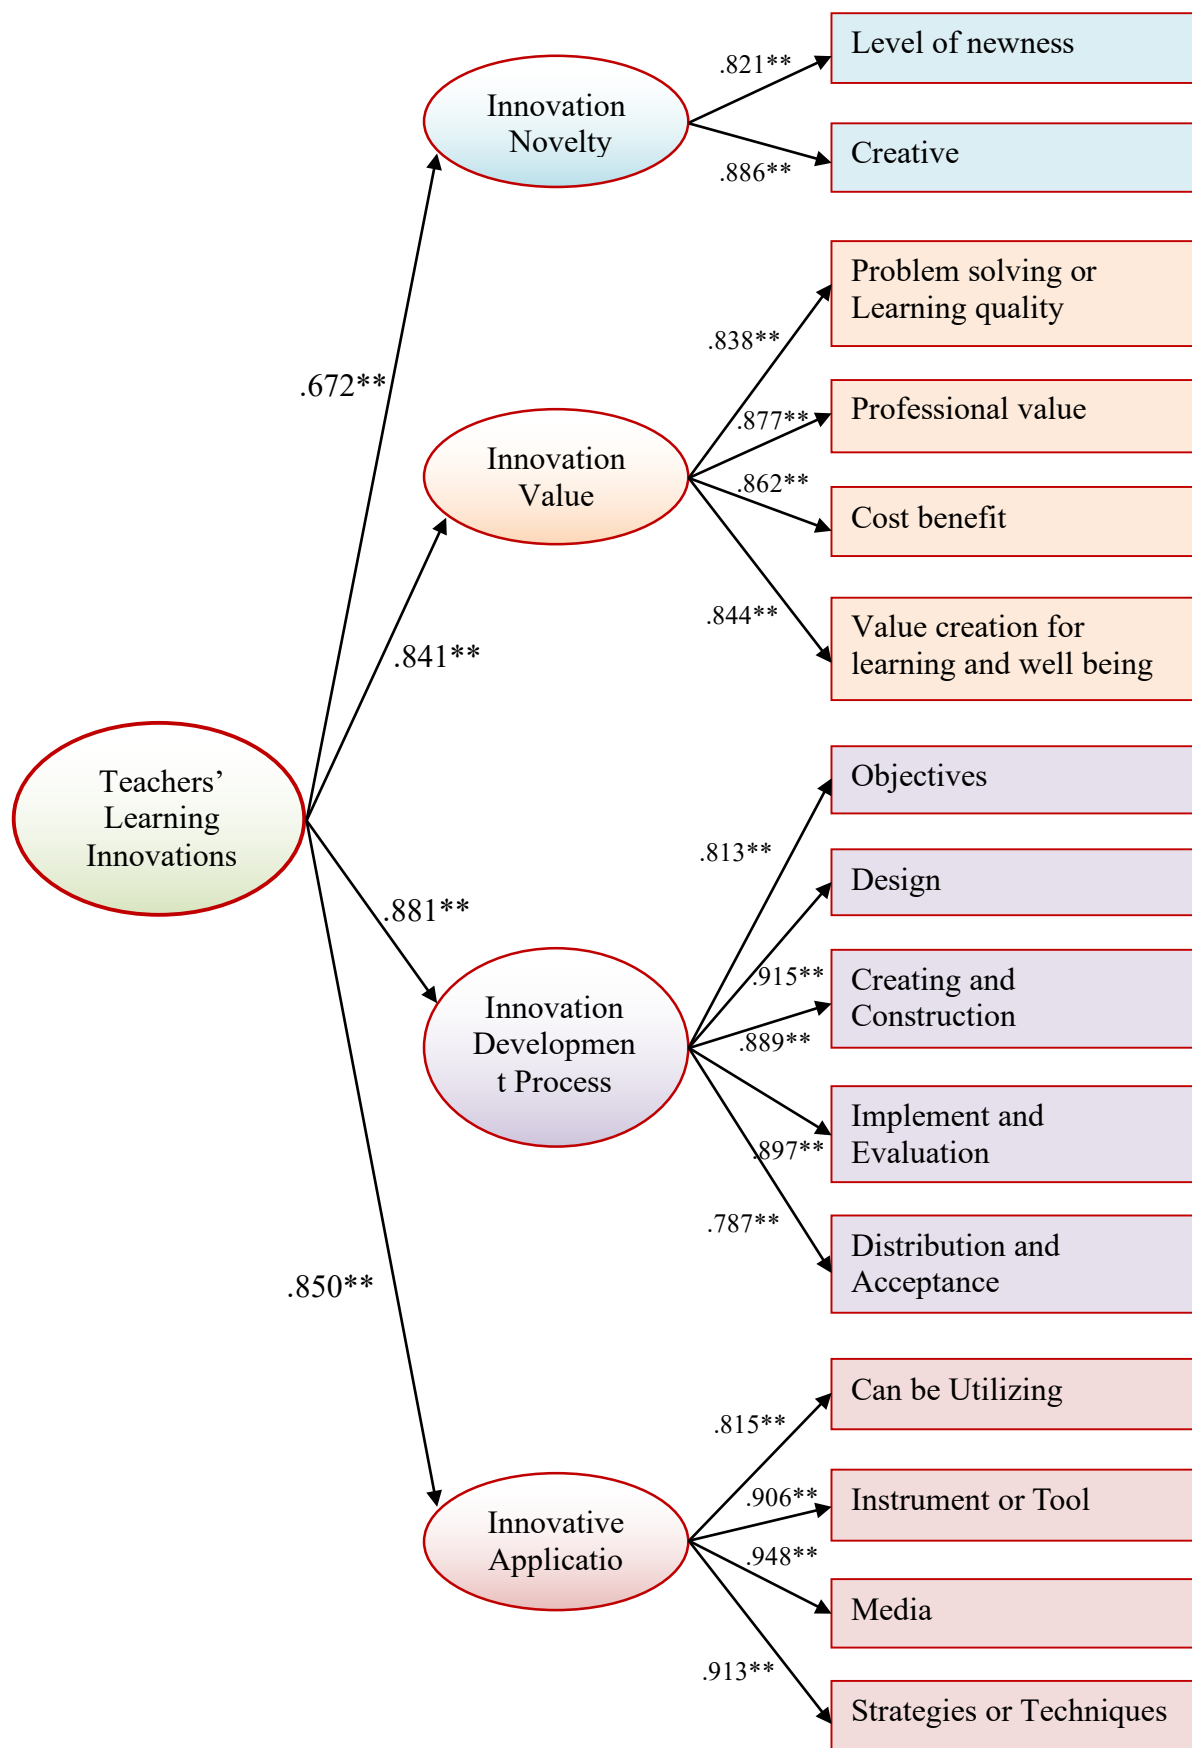 Level of newness
.821**
Innovation
Novelty
Creative
.886**
Problem solving or
Learning quality
.838**
.672**
Professional value
.877**
Innovation
Value
.862**
Cost benefit
.844**
Value creation for
learning and well being
.841**
Teachers’
Learning
Innovations
Objectives
.813**
Design
.881**
.915**
Creating and
Construction
Innovation
Developmen
t Process
.889**
Implement and
Evaluation
.897**
.787**
Distribution and
Acceptance
.850**
Can be Utilizing
.815**
.906**
Instrument or Tool
Innovative
Applicatio
.948**
Media
.913**
Strategies or Techniques